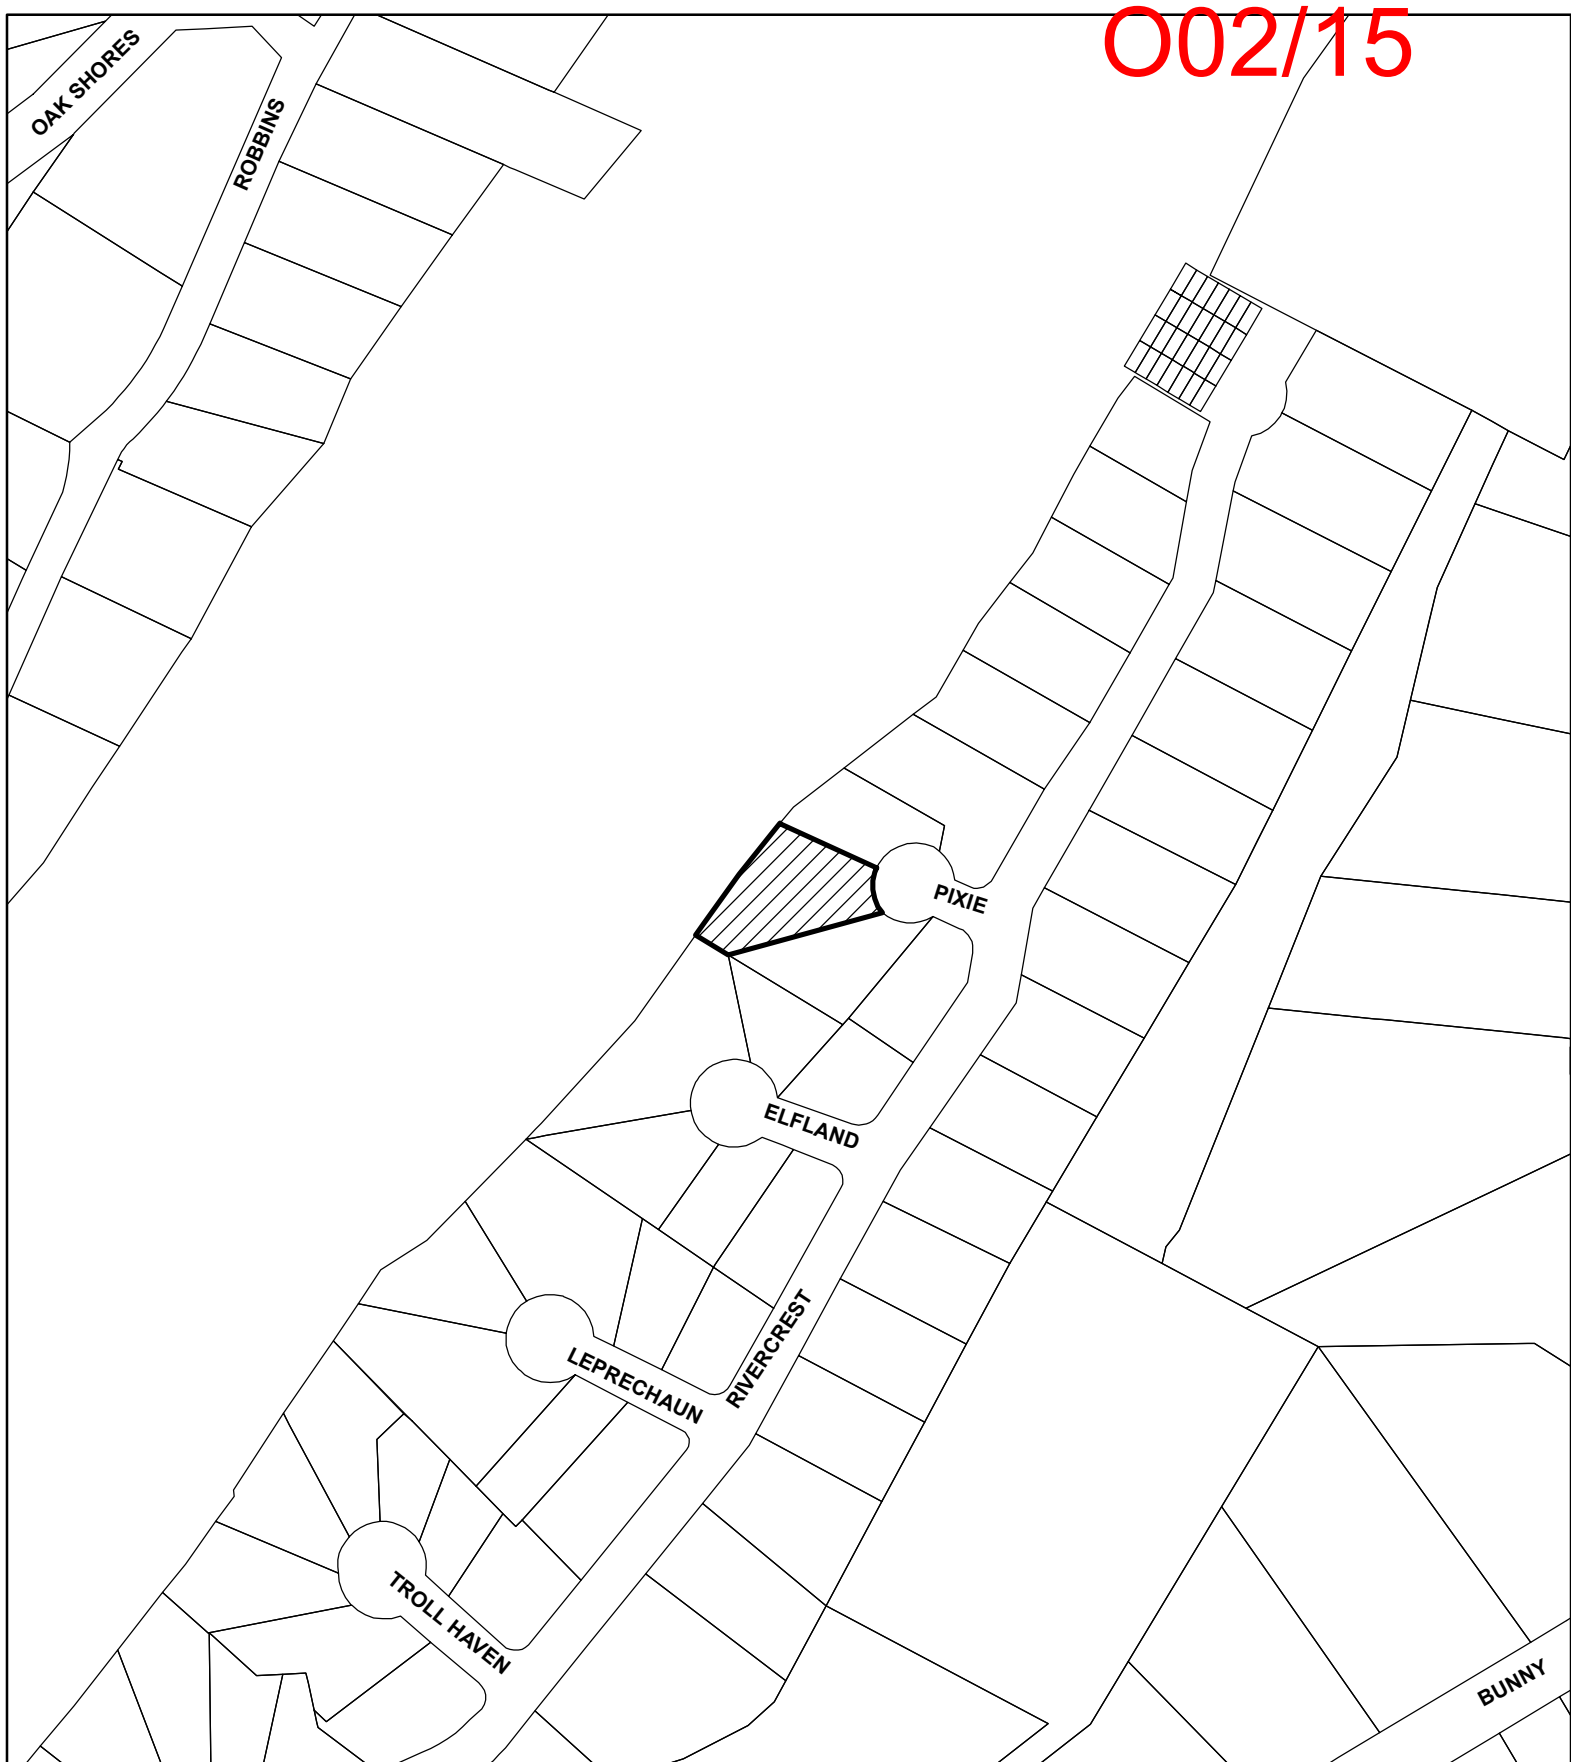 O02/15
OAK SHORES
ROBBINS
PIXIE
ELFLAND
RIVERCREST
LEPRECHAUN
TROLL HAVEN
BUNNY